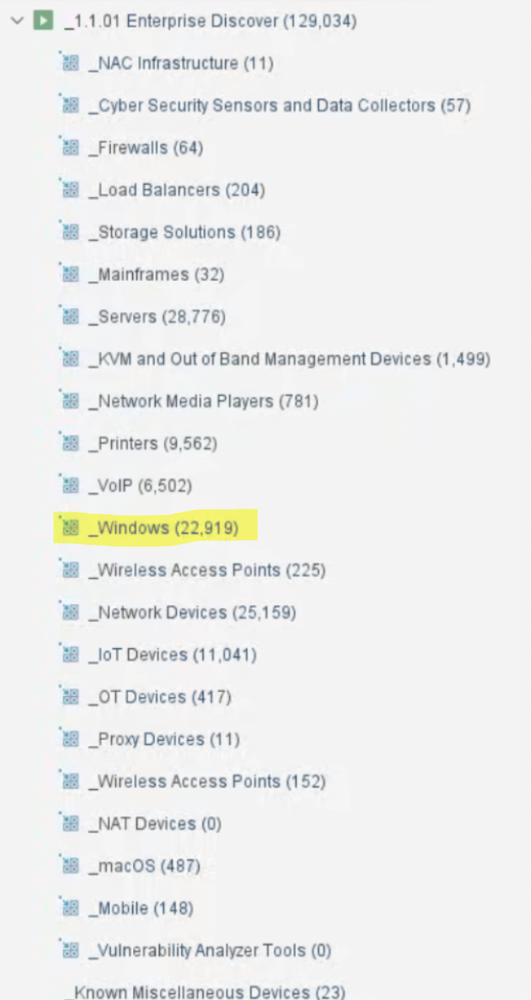 _1.1.01 Enterprise Discover (129,034)
_NAC Infrastructure (11)
_Cyber Security Sensors and Data Collectors (57)
_Firewalls (64)
_Load Balancers (204)
_Storage Solutions (186)
_Mainframes (32)
_Servers (28,776)
_KVM and Out of Band Management Devices (1,499)
_Network Media Players (781)
_Printers (9,562)
_VoIP (6,502)
_Windows (22,919)
_Wireless Access Points (225)
_Network Devices (25,159)
_IoT Devices (11,041)
_OT Devices (417)
_Proxy Devices (11)
_Wireless Access Points (152)
_NAT Devices (0)
_macOS (487)
_Mobile (148)
_Vulnerability Analyzer Tools (0)
_Known Miscellaneous Devices (23)